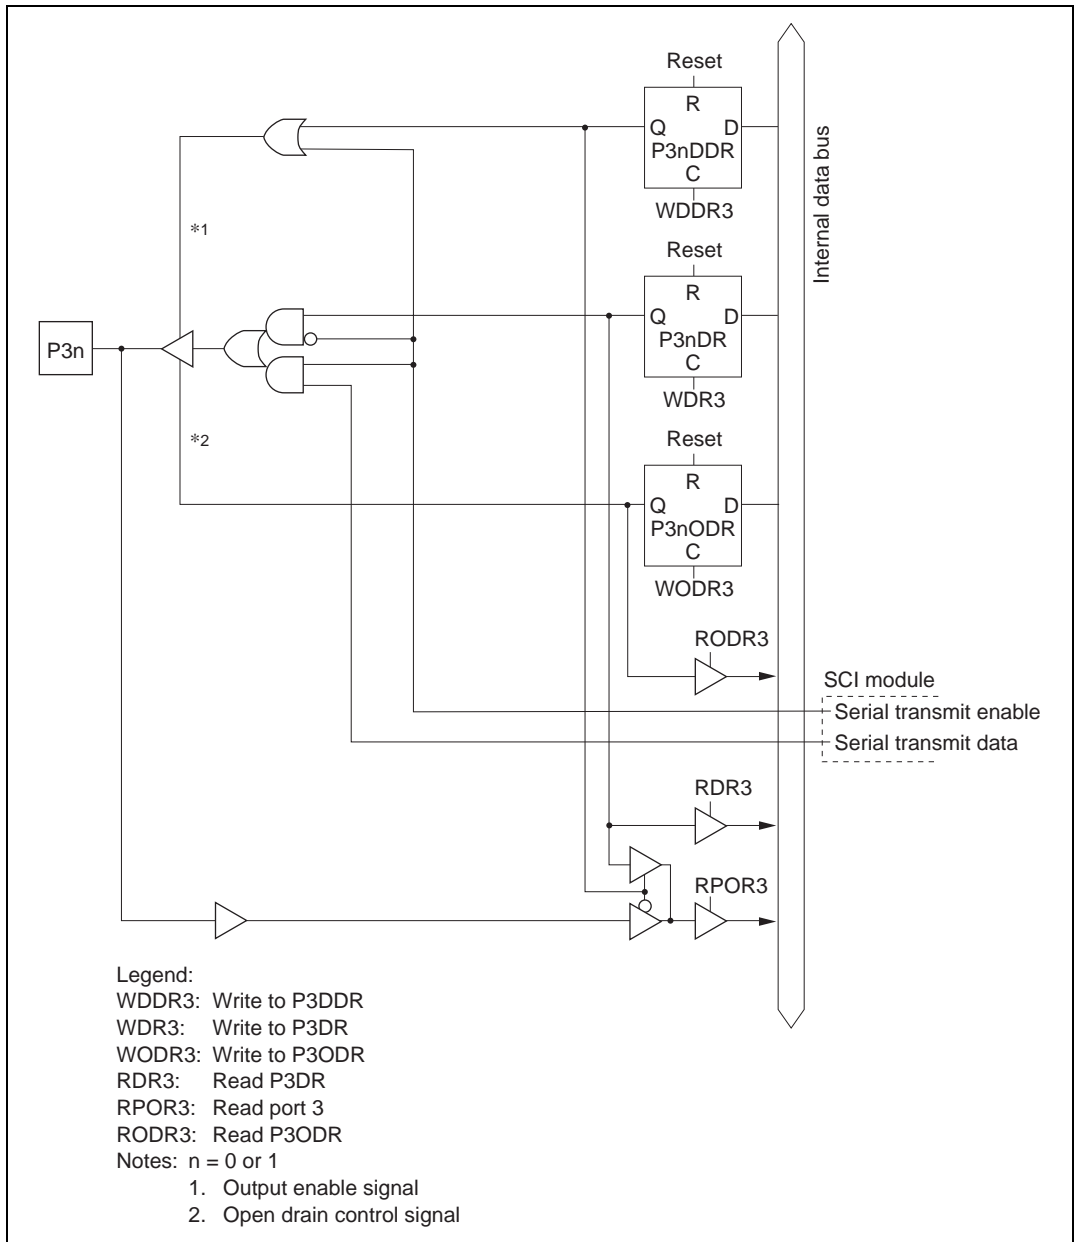 Reset
R
Q D
P3nDDR
C
WDDR3
Internal data bus
*1
Reset
R
Q D
P3nDR
C
WDR3
P3n
*2
Reset
R
Q D
P3nODR
C
WODR3
RODR3
SCI module
Serial transmit enable
Serial transmit data
RDR3
RPOR3
Legend:
WDDR3: Write to P3DDR
WDR3: Write to P3DR
WODR3: Write to P3ODR
RDR3: Read P3DR
RPOR3: Read port 3
RODR3: Read P3ODR
Notes: n = 0 or 1
1. Output enable signal
2. Open drain control signal